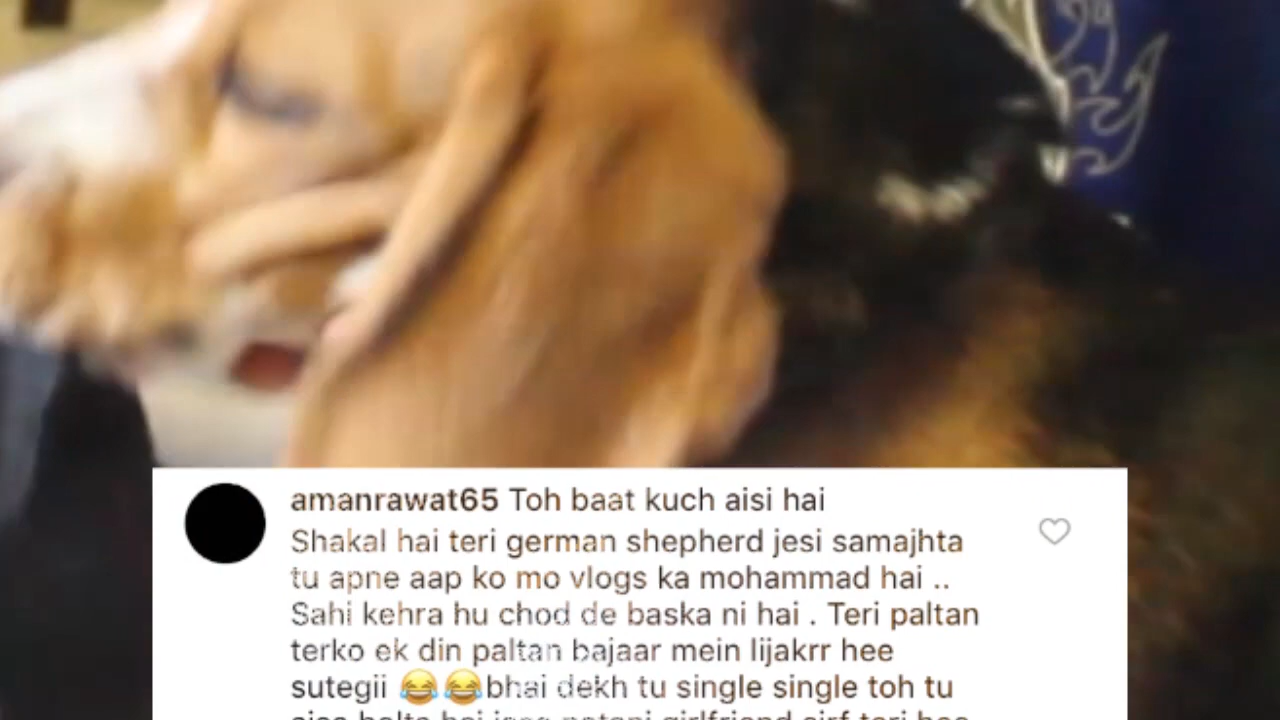 amanrawat65 Toh baat kuch aisi hai
Shakal hai teri german shepherd jesi samajhta
tu apne aap ko mo vlogs ka mohammad hai ..
Sahi kehra hu chod de baska ni hai . Teri paltan
terko ek din paltan bajaar mein lijakrr hee
sutegii 😂😂bhai dekh tu single single toh tu